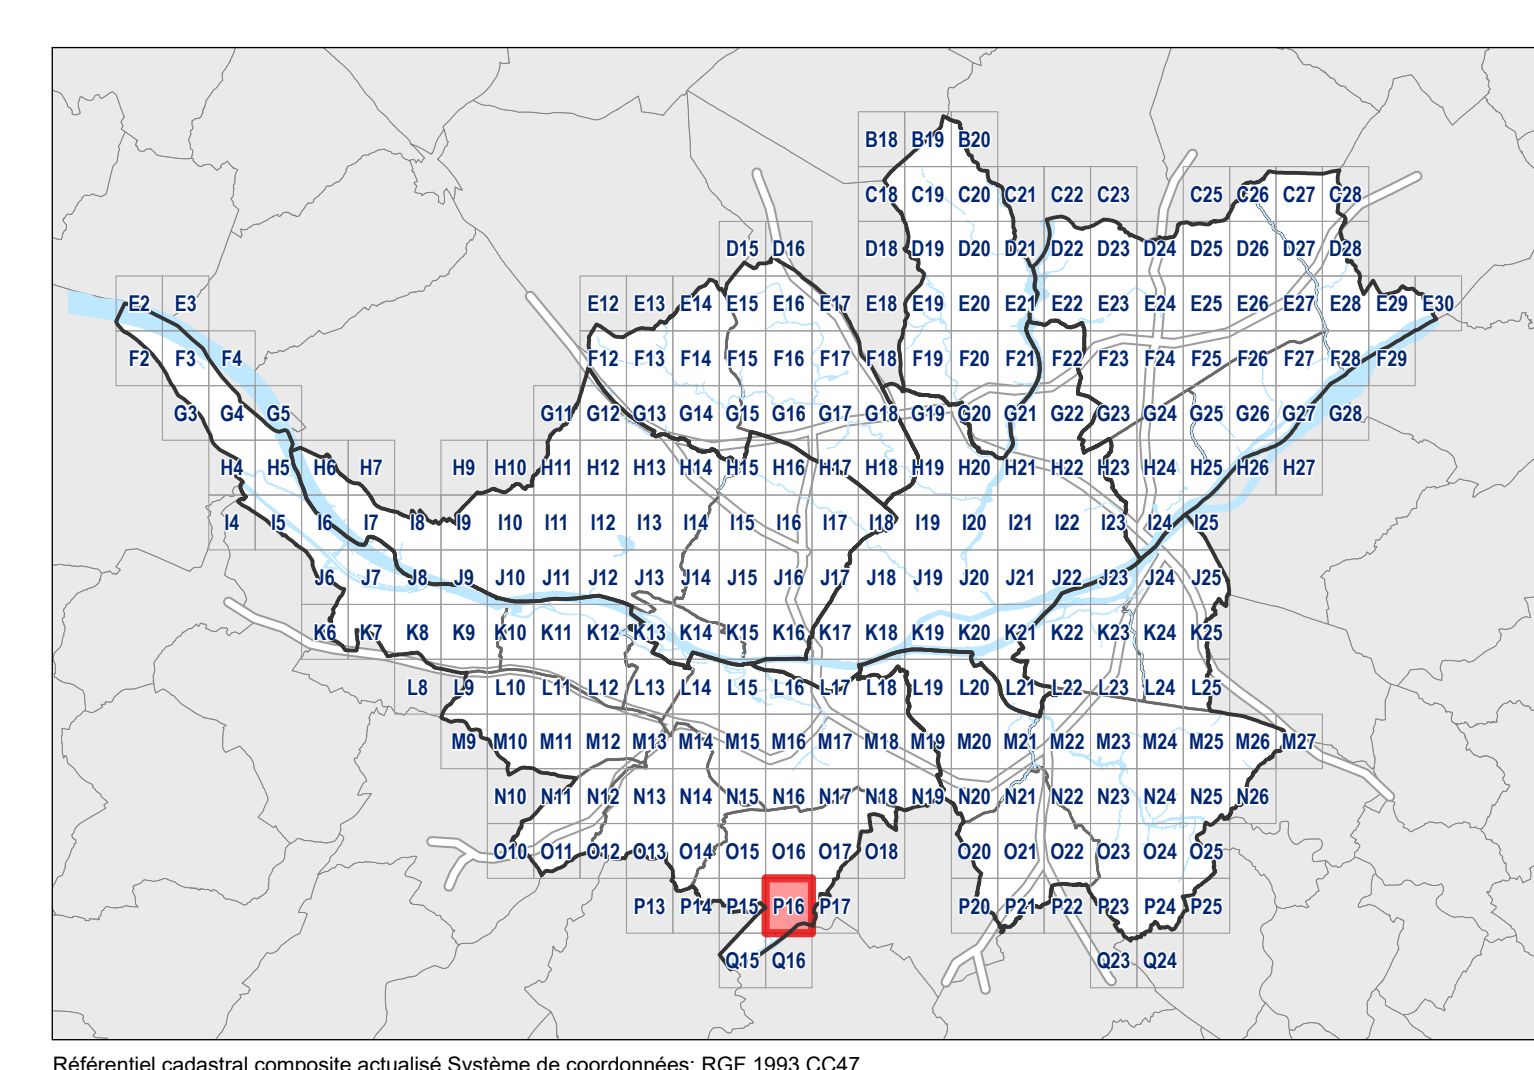 B18 B19 B20
C18 C19 C20 C21 C22 C23 C25 C26 C27 C28
D15 D16 D18 D19 D20 D21 D22 D23 D24 D25 D26 D27 D28
E2 E3 E12 E13 E14 E15 E16 E17 E18 E19 E20 E21 E22 E23 E24 E25 E26 E27 E28 E29 E30
F2 F3 F4 F12 F13 F14 F15 F16 F17 F18 F19 F20 F21 F22 F23 F24 F25 F26 F27 F28 F29
G3 G4 G5 G11 G12 G13 G14 G15 G16 G17 G18 G19 G20 G21 G22 G23 G24 G25 G26 G27 G28
H4 H5 H6 H7 H9 H10 H11 H12 H13 H14 H15 H16 H17 H18 H19 H20 H21 H22 H23 H24 H25 H26 H27
I4 I5 I6 I7 I8 I9 I10 I11 I12 I13 I14 I15 I16 I17 I18 I19 I20 I21 I22 I23 I24 I25
J6 J7 J8 J9 J10 J11 J12 J13 J14 J15 J16 J17 J18 J19 J20 J21 J22 J23 J24 J25
K6 K7 K8 K9 K10 K11 K12 K13 K14 K15 K16 K17 K18 K19 K20 K21 K22 K23 K24 K25
L8 L9 L10 L11 L12 L13 L14 L15 L16 L17 L18 L19 L20 L21 L22 L23 L24 L25
M9 M10 M11 M12 M13 M14 M15 M16 M17 M18 M19 M20 M21 M22 M23 M24 M25 M26 M27
N10 N11 N12 N13 N14 N15 N16 N17 N18 N19 N20 N21 N22 N23 N24 N25 N26
O10 O11 O12 O13 O14 O15 O16 O17 O18 O20 O21 O22 O23 O24 O25
P13 P14 P15 P16 P17 P20 P21 P22 P23 P24 P25
Q15 Q16 Q23 Q24
Référentiel cadastral composite actualisé Système de coordonnées: RGF 1993 CC47